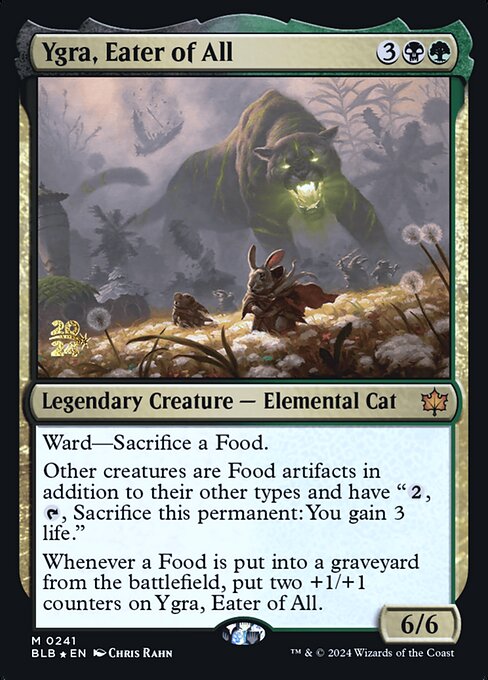 Ygra, Eater of All 3
Legendary Creature — Elemental Cat
Ward—Sacrifice a Food.
Other creatures are Food artifacts in
addition to their other types and have “2,
, Sacrifice this permanent: You gain 3
life.”
Whenever a Food is put into a graveyard
from the battlefield, put two +1/+1
counters on Ygra, Eater of All.
6/6
M 0241
BLB ★ EN Chris Rahn
™ & © 2024 Wizards of the Coast